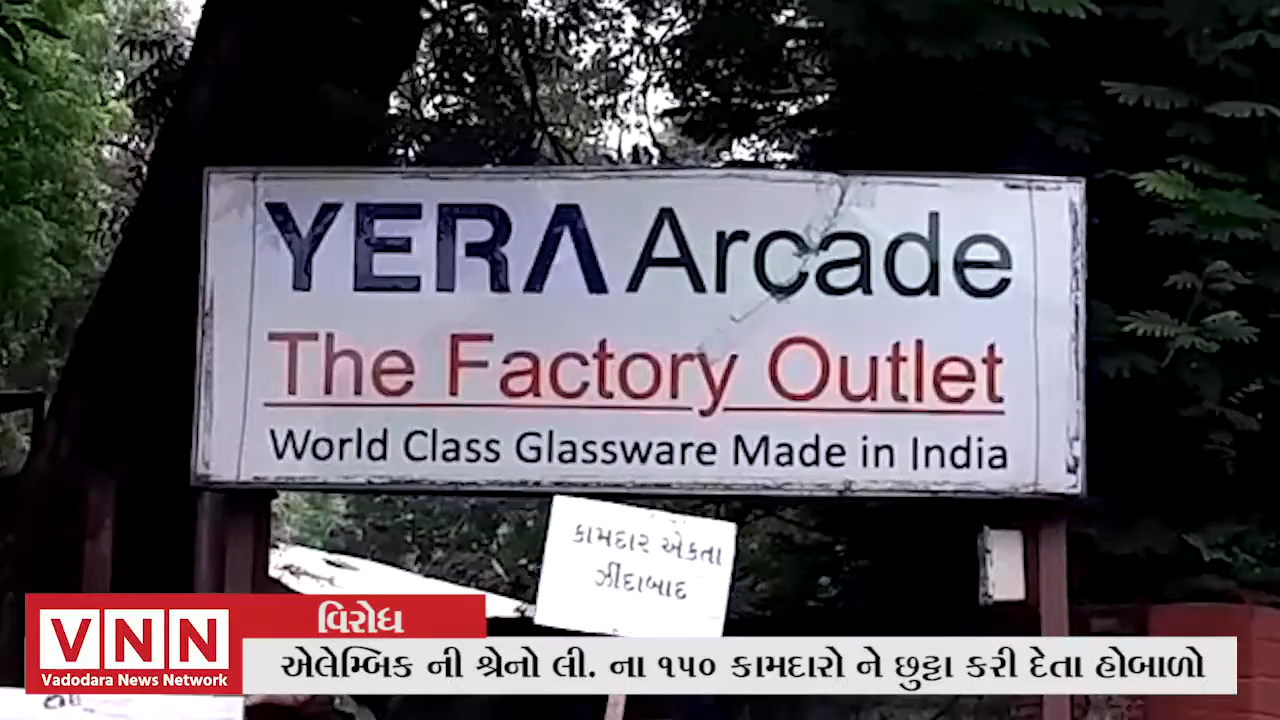 YERA Arcade
The Factory Outlet
World Class Glassware Made in India
કામદાર એકતા
ઝીંદાબાદ
વિરોધ
VNN
Vadodara News Network
એલેમ્બિક ની શ્રેનો લી. ના ૧૫૦ કામદારો ને છુટ્ટા કરી દેતા હોબાળો